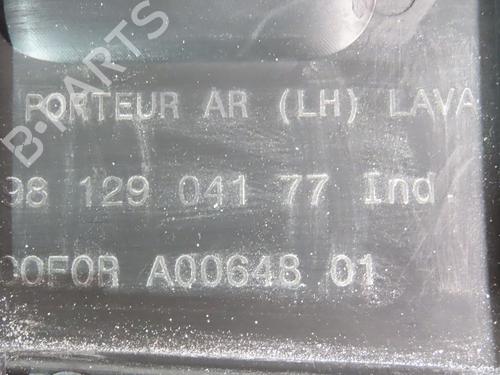 PORTEUR AR (LH) LAVA
98 129 041 77 Ind.
COFOR A00648 01
B-PARTS